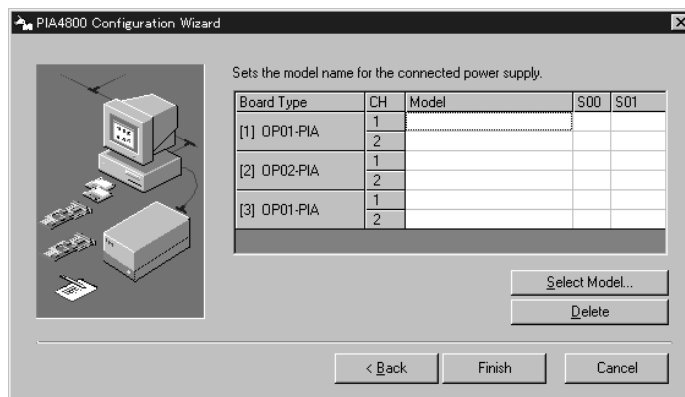 PIA4800 Configuration Wizard
Sets the model name for the connected power supply.
Board Type CH Model S00 S01
[1] OP01-PIA 1
2
[2] OP02-PIA 1
2
[3] OP01-PIA 1
2
Select Model...
Delete
< Back Finish Cancel